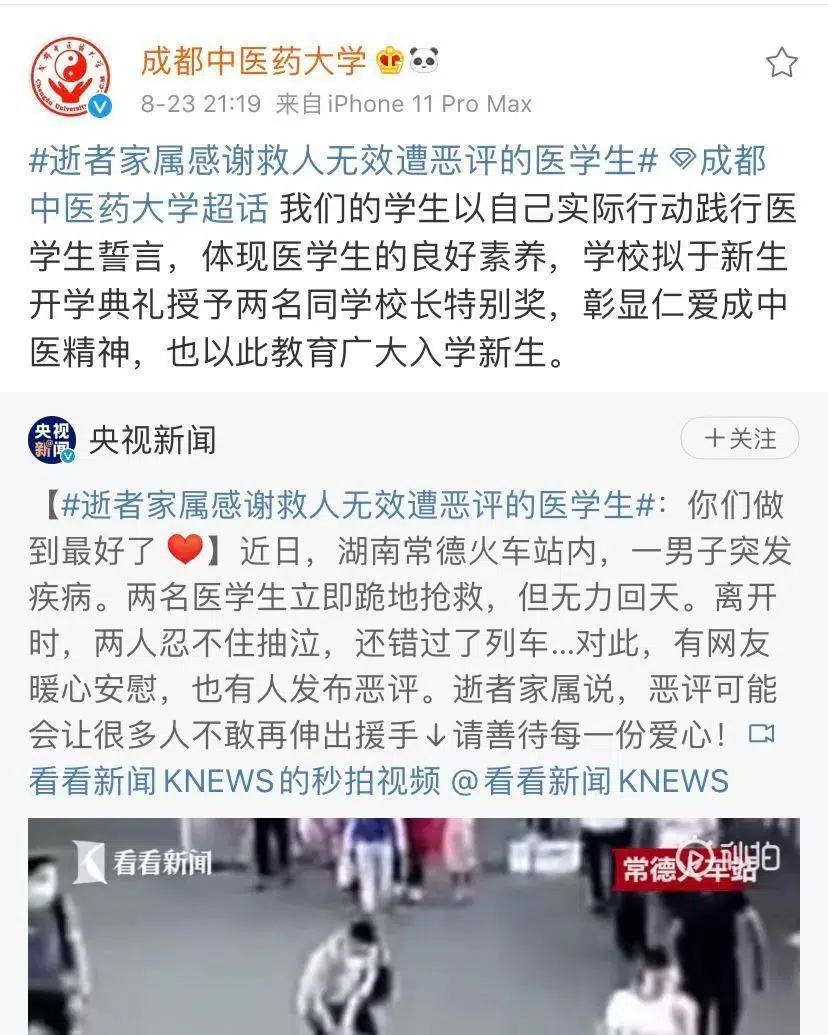 成都中医药大学
8-23 21:19 来自iPhone 11 Pro Max
#逝者家属感谢救人无效遭恶评的医学生# 成都
中医药大学超话 我们的学生以自己实际行动践行医
学生誓言，体现医学生的良好素养，学校拟于新生
开学典礼授予两名同学校长特别奖，彰显仁爱成中
医精神，也以此教育广大入学新生。
央视
新闻
央视新闻
+关注
【#逝者家属感谢救人无效遭恶评的医学生#：你们做
到最好了❤】近日，湖南常德火车站内，一男子突发
疾病。两名医学生立即跪地抢救，但无力回天。离开
时，两人忍不住抽泣，还错过了列车...对此，有网友
暖心安慰，也有人发布恶评。逝者家属说，恶评可能
会让很多人不敢再伸出援手↓请善待每一份爱心！
看看新闻KNEWS的秒拍视频 @看看新闻KNEWS
看看新闻
秒拍
常德火车站